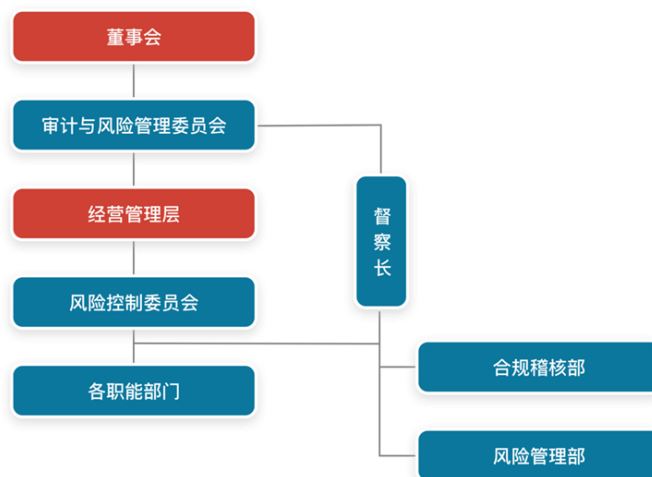 董事会
审计与风险管理委员会
经营管理层
督察长
风险控制委员会
合规稽核部
各职能部门
风险管理部